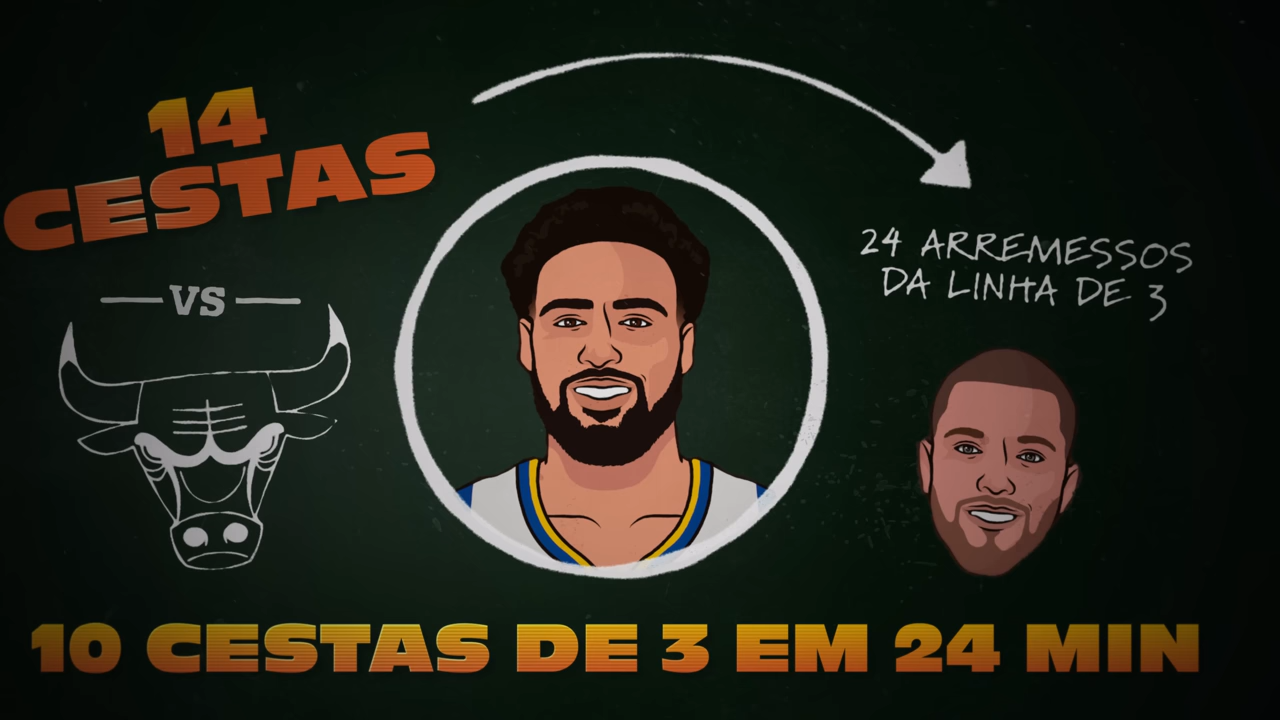 14
CESTAS
VS
24 ARREMESSOS
DA LINHA DE 3
10 CESTAS DE 3 EM 24 MIN